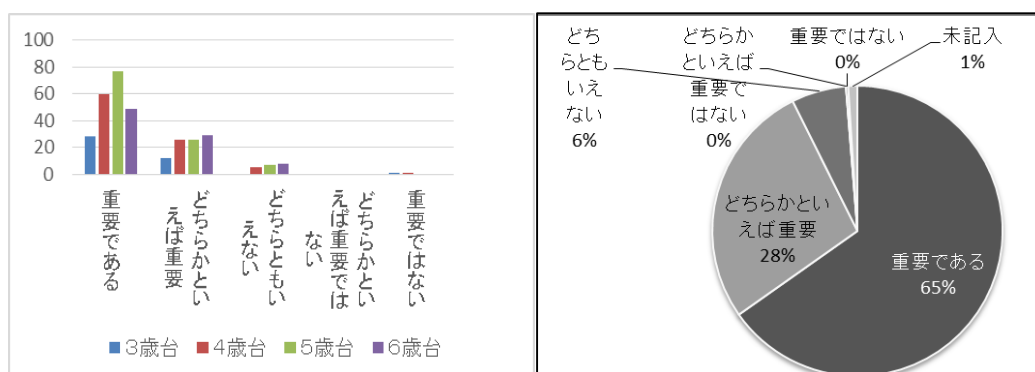 100
80
60
40
20
0
重要である
どちらかとい
えば重要
どちらともい
えない
どちらかとい
えば重要では
ない
重要ではない
3歳台
4歳台
5歳台
6歳台
どち
らとも
いえ
ない
6%
どちらか
といえば
重要で
はない
0%
重要ではない
0%
未記入
1%
どちらかとい
えば重要
28%
重要である
65%